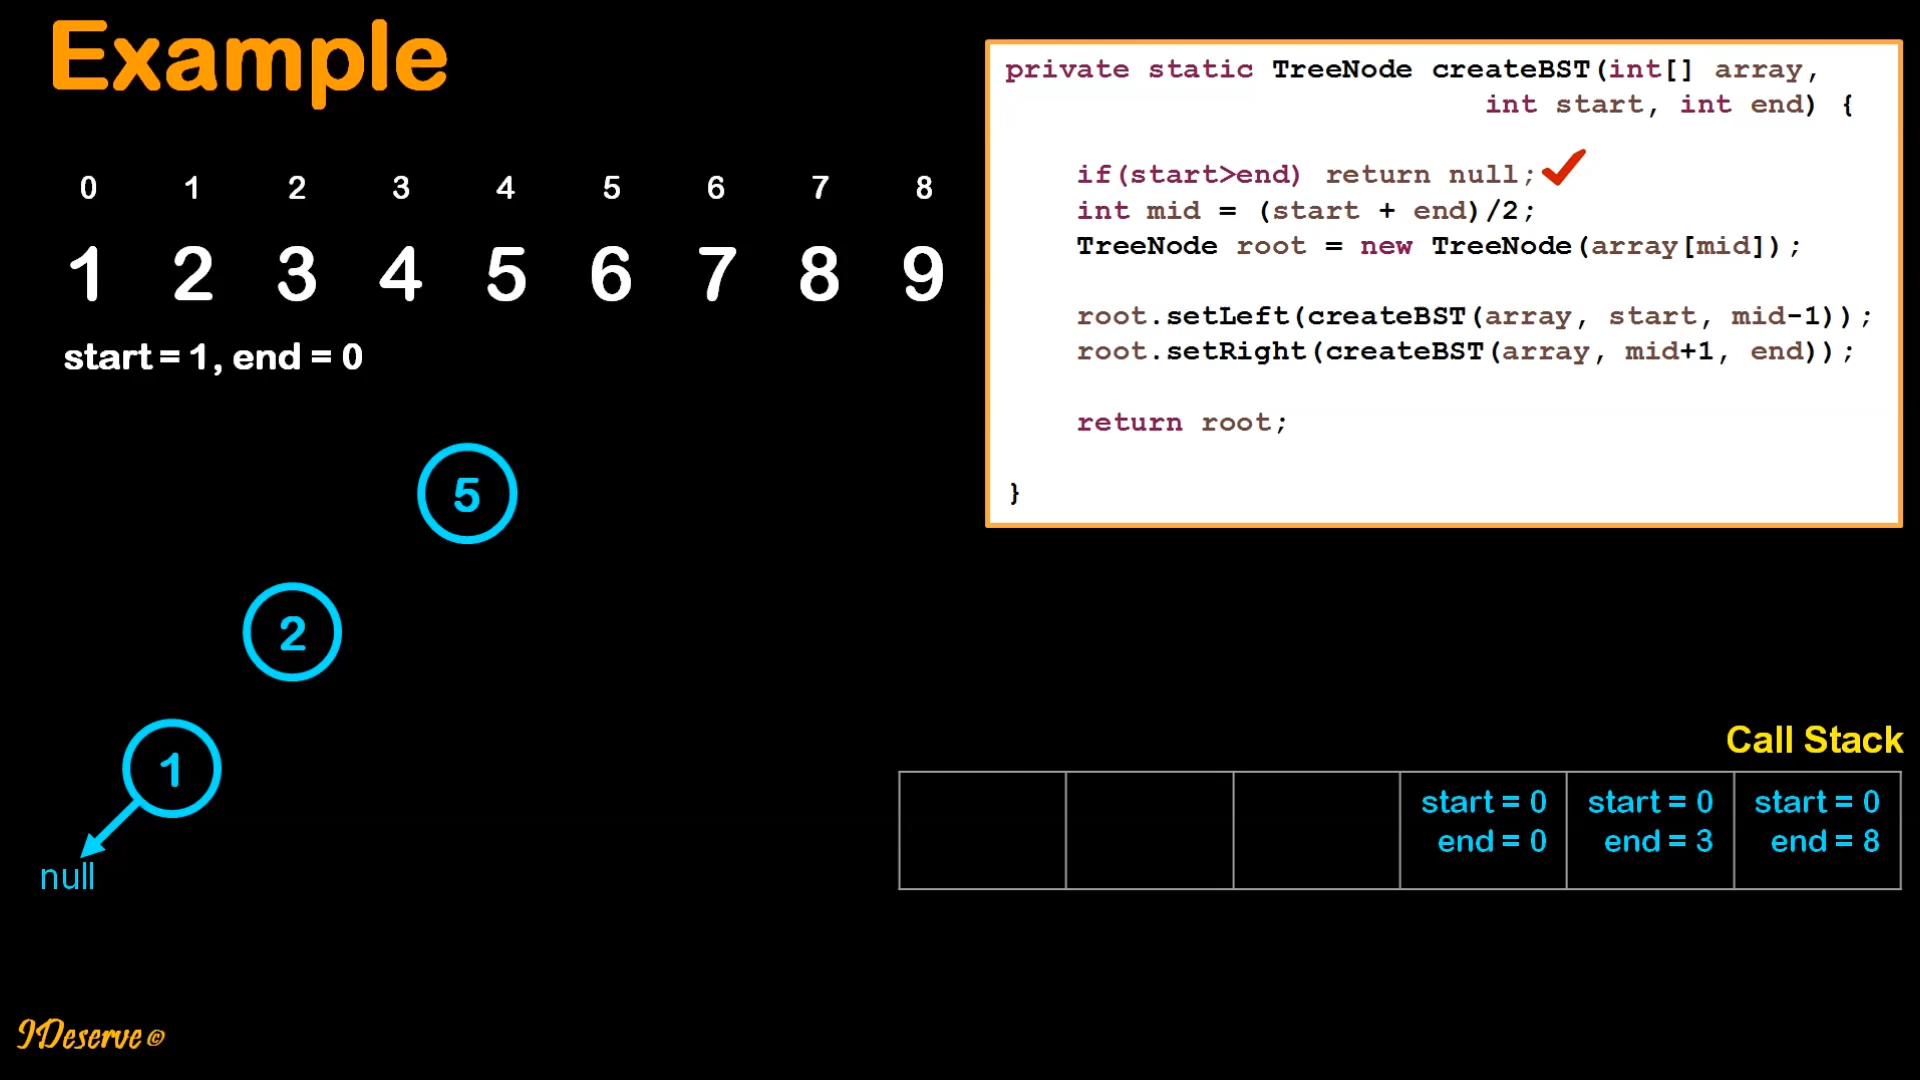 Example
0 1 2 3 4 5 6 7 8
1 2 3 4 5 6 7 8 9
start = 1, end = 0
private static TreeNode createBST(int[] array,
int start, int end) {
if(start>end) return null;
int mid = (start + end)/2;
TreeNode root = new TreeNode(array[mid]);
root.setLeft(createBST(array, start, mid-1));
root.setRight(createBST(array, mid+1, end));
return root;
}
5
2
1
null
Call Stack
start = 0 start = 0 start = 0
end = 0 end = 3 end = 8
IDeserve ©